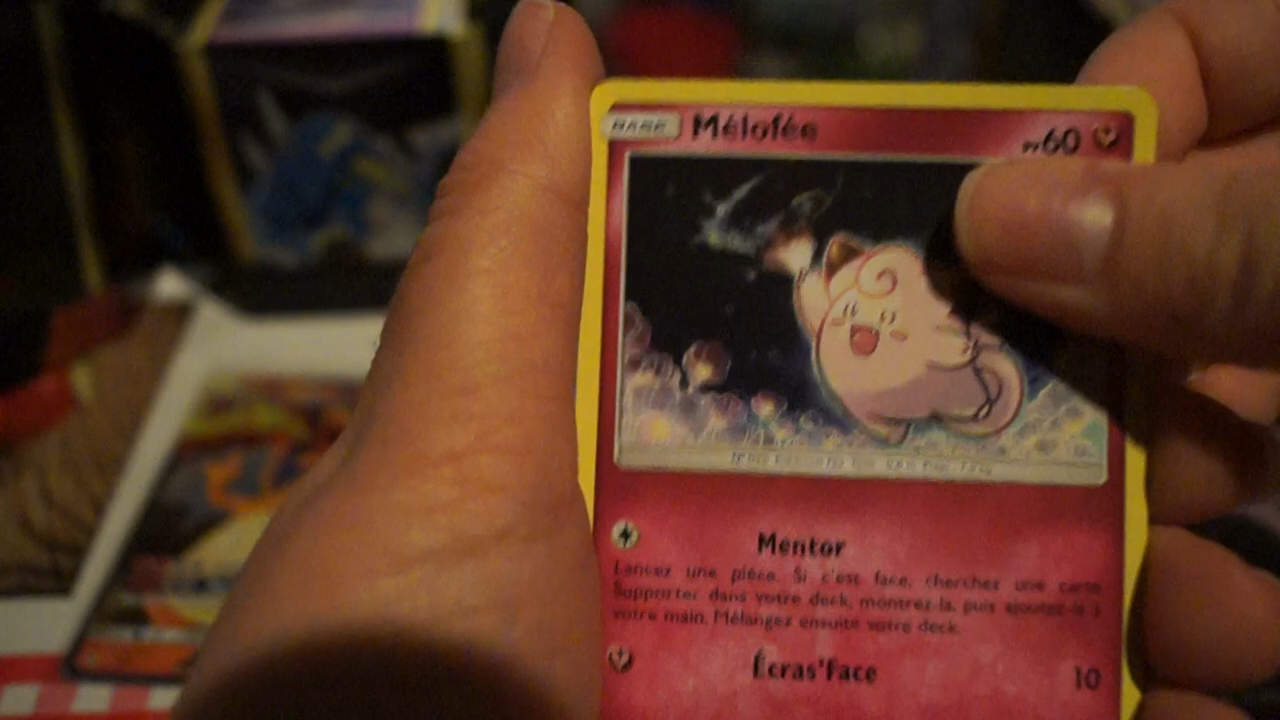 BASE Mélofée PV60
Mentor
Lancez une pièce. Si c'est face, cherchez une carte
Supporter dans votre deck, montrez-la, puis ajoutez-la à
votre main. Mélangez ensuite votre deck.
Écras'Face 10